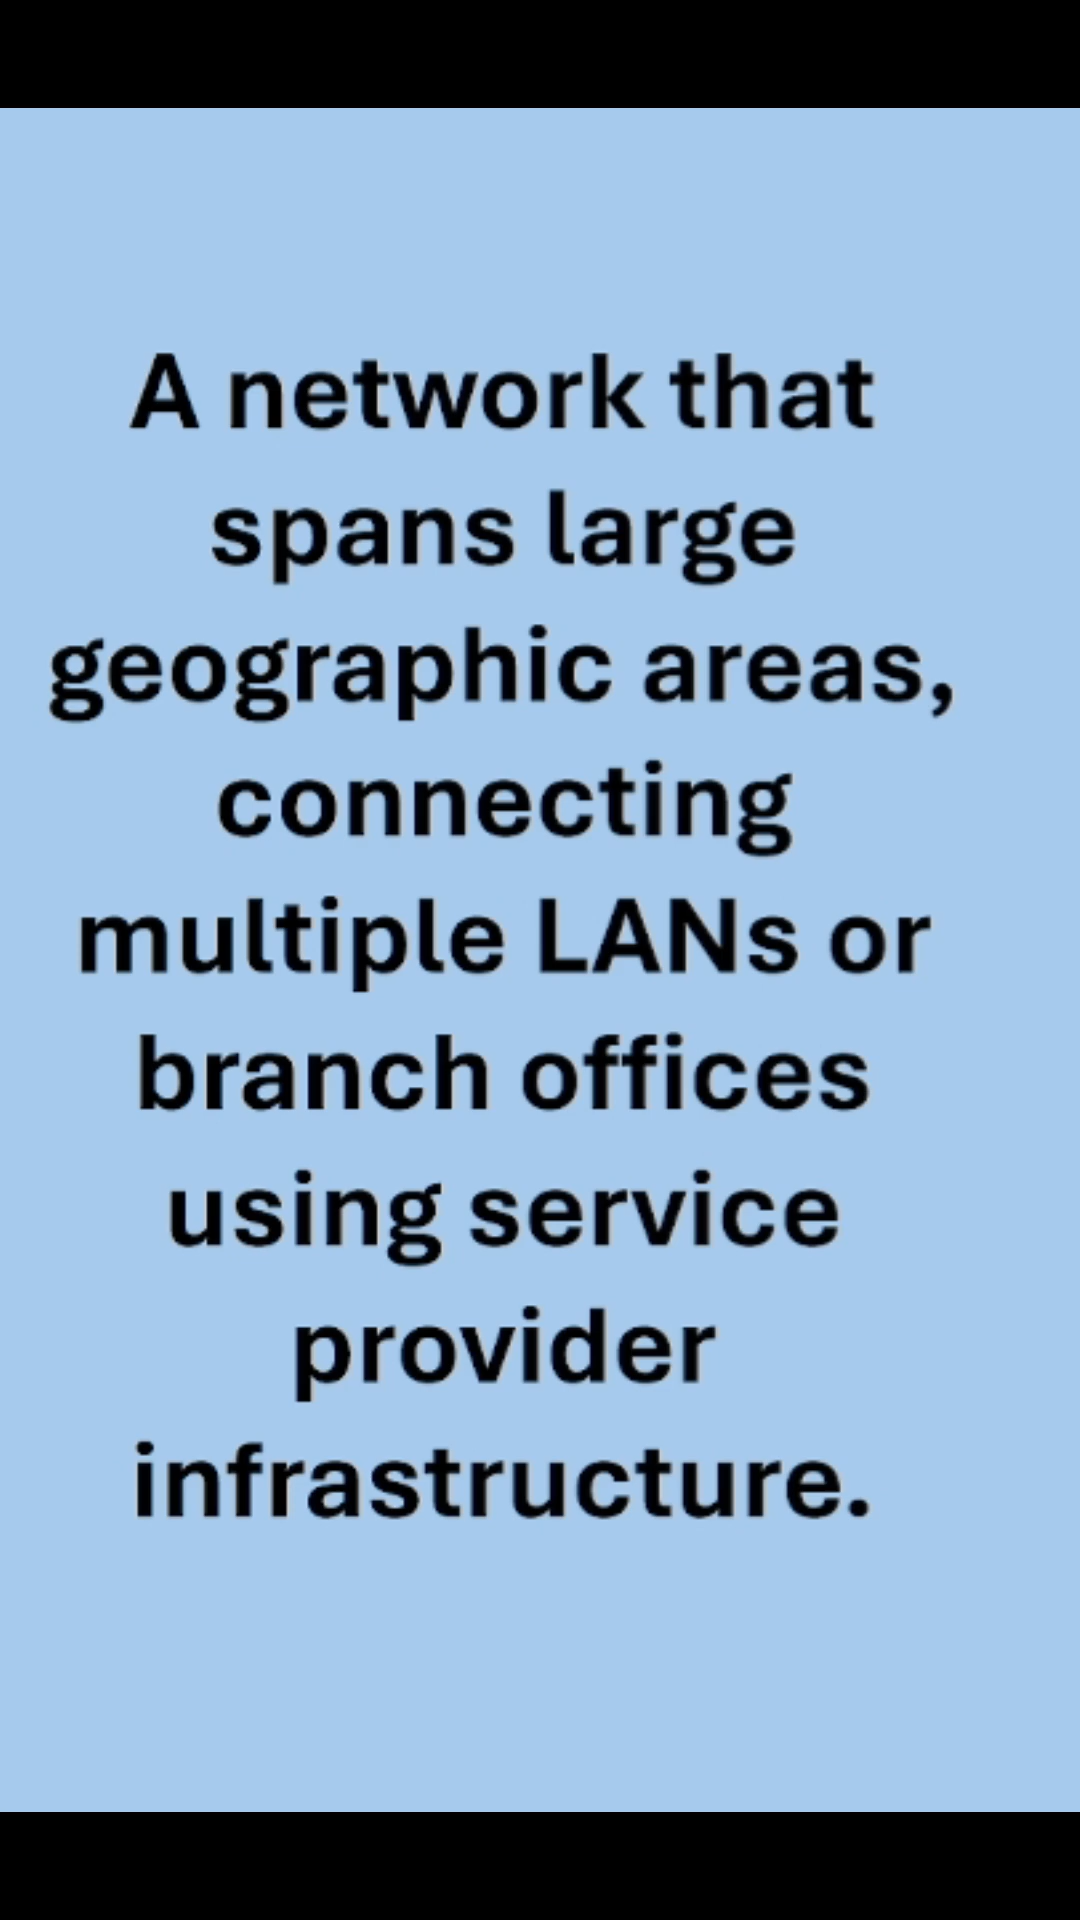 A network that
spans large
geographic areas,
connecting
multiple LANs or
branch offices
using service
provider
infrastructure.